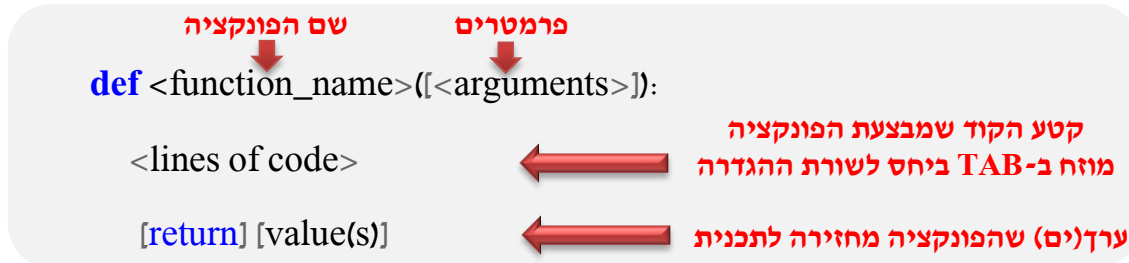 שם הפונקציה
פרמטרים
def <function_name>([<arguments>]):
<lines of code>
קטע הקוד שמבצעת הפונקציה
מוזח ב-TAB ביחס לשורת ההגדרה
[return] [value(s)]
ערך(ים) שהפונקציה מחזירה לתכנית